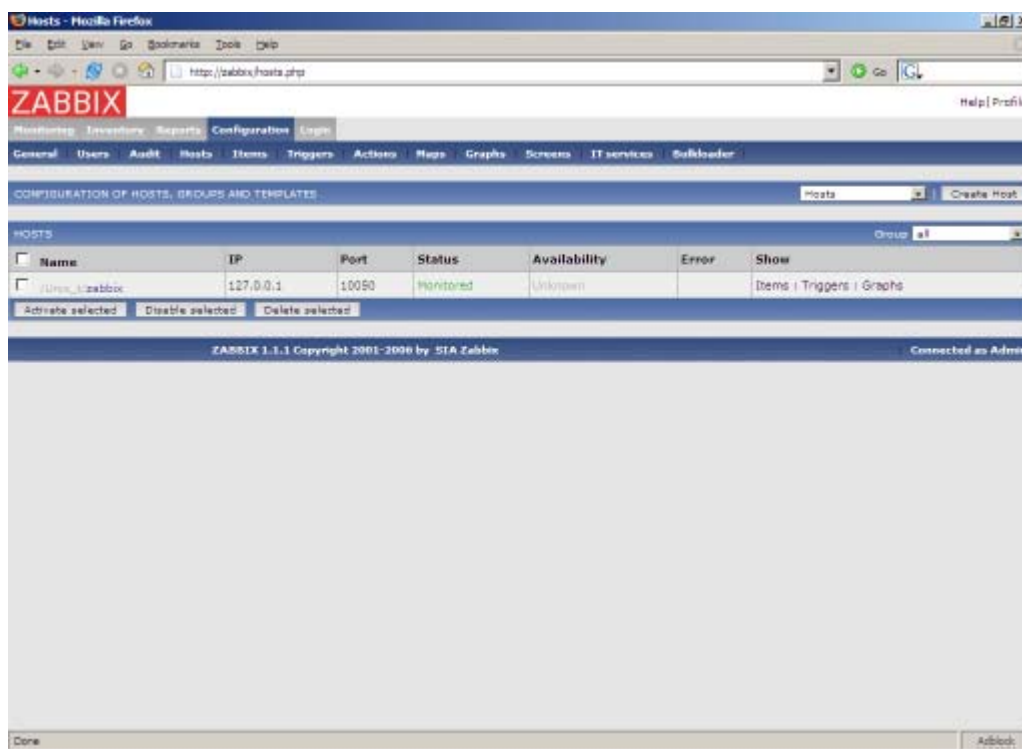 Hosts - Mozilla Firefox
File Edit View Go Bookmarks Tools Help
http://zabbix/hosts.php Go G
ZABBIX
Help | Profil
Monitoring Inventory Reports Configuration Login
General Users Audit Hosts Items Triggers Actions Maps Graphs Screens IT services Bulkloader
CONFIGURATION OF HOSTS, GROUPS AND TEMPLATES Hosts Create Host
HOSTS Group all
Name IP Port Status Availability Error Show
zabbix 127.0.0.1 10050 Monitored Unknown Items | Triggers | Graphs
Activate selected Disable selected Delete selected
ZABBIX 1.1.1 Copyright 2001-2006 by SIA Zabbix Connected as Admi
Done Adblock